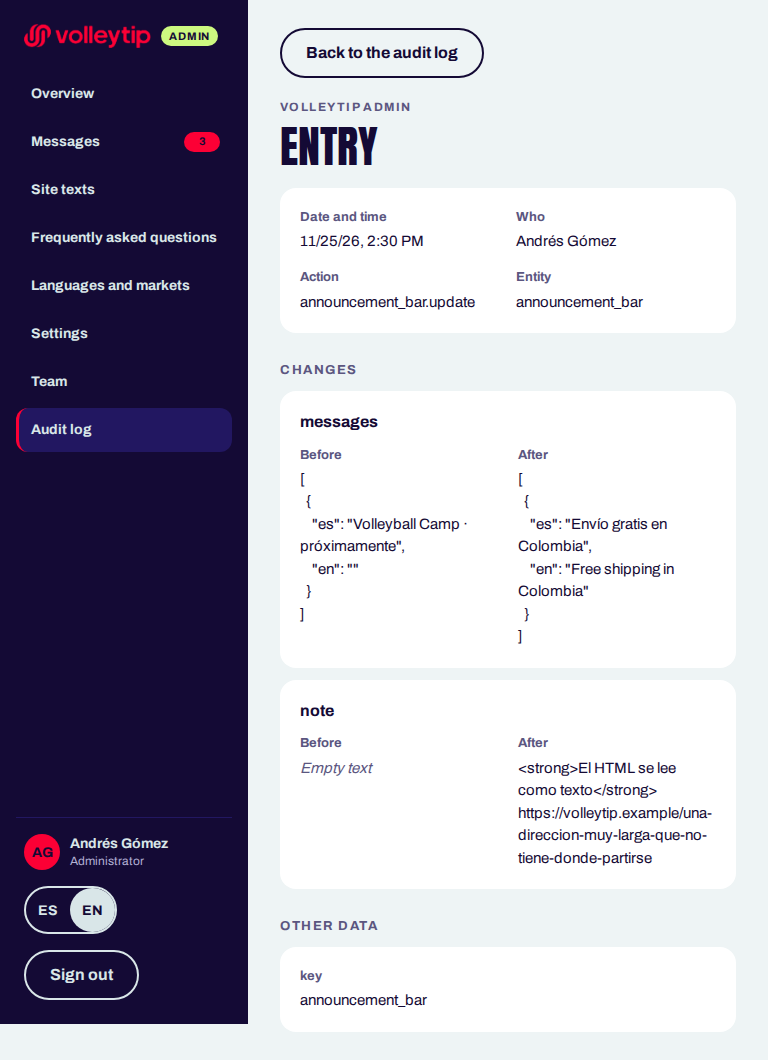 volleytip ADMIN
Overview
Messages 3
Site texts
Frequently asked questions
Languages and markets
Settings
Team
Audit log
Andrés Gómez
AG
Administrator
ES EN
Sign out
Back to the audit log
VOLLEYTIP ADMIN
ENTRY
Date and time
11/25/26, 2:30 PM
Who
Andrés Gómez
Action
announcement_bar.update
Entity
announcement_bar
CHANGES
messages
Before
[
{
"es": "Volleyball Camp ·
próximamente",
"en": ""
}
]
After
[
{
"es": "Envío gratis en
Colombia",
"en": "Free shipping in
Colombia"
}
]
note
Before
Empty text
After
<strong>El HTML se lee
como texto</strong>
https://volleytip.example/una-
direccion-muy-larga-que-no-
tiene-donde-partirse
OTHER DATA
key
announcement_bar